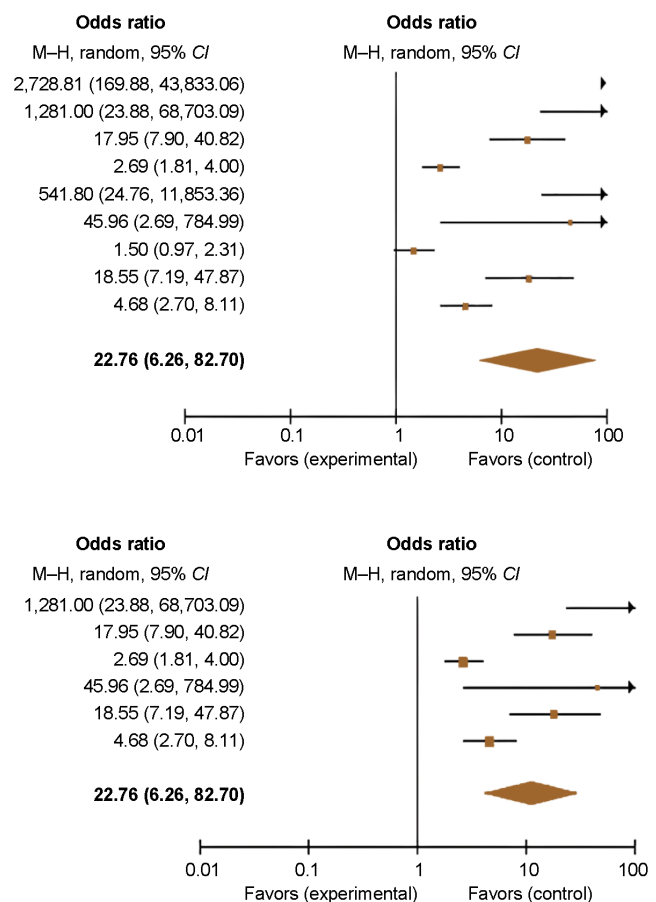 Odds ratio Odds ratio
M–H, random, 95% CI M–H, random, 95% CI
2,728.81 (169.88, 43,833.06)
1,281.00 (23.88, 68,703.09)
17.95 (7.90, 40.82)
2.69 (1.81, 4.00)
541.80 (24.76, 11,853.36)
45.96 (2.69, 784.99)
1.50 (0.97, 2.31)
18.55 (7.19, 47.87)
4.68 (2.70, 8.11)
22.76 (6.26, 82.70)
0.01 0.1 1 10 100
Favors (experimental) Favors (control)
Odds ratio Odds ratio
M–H, random, 95% CI M–H, random, 95% CI
1,281.00 (23.88, 68,703.09)
17.95 (7.90, 40.82)
2.69 (1.81, 4.00)
45.96 (2.69, 784.99)
18.55 (7.19, 47.87)
4.68 (2.70, 8.11)
22.76 (6.26, 82.70)
0.01 0.1 1 10 100
Favors (experimental) Favors (control)